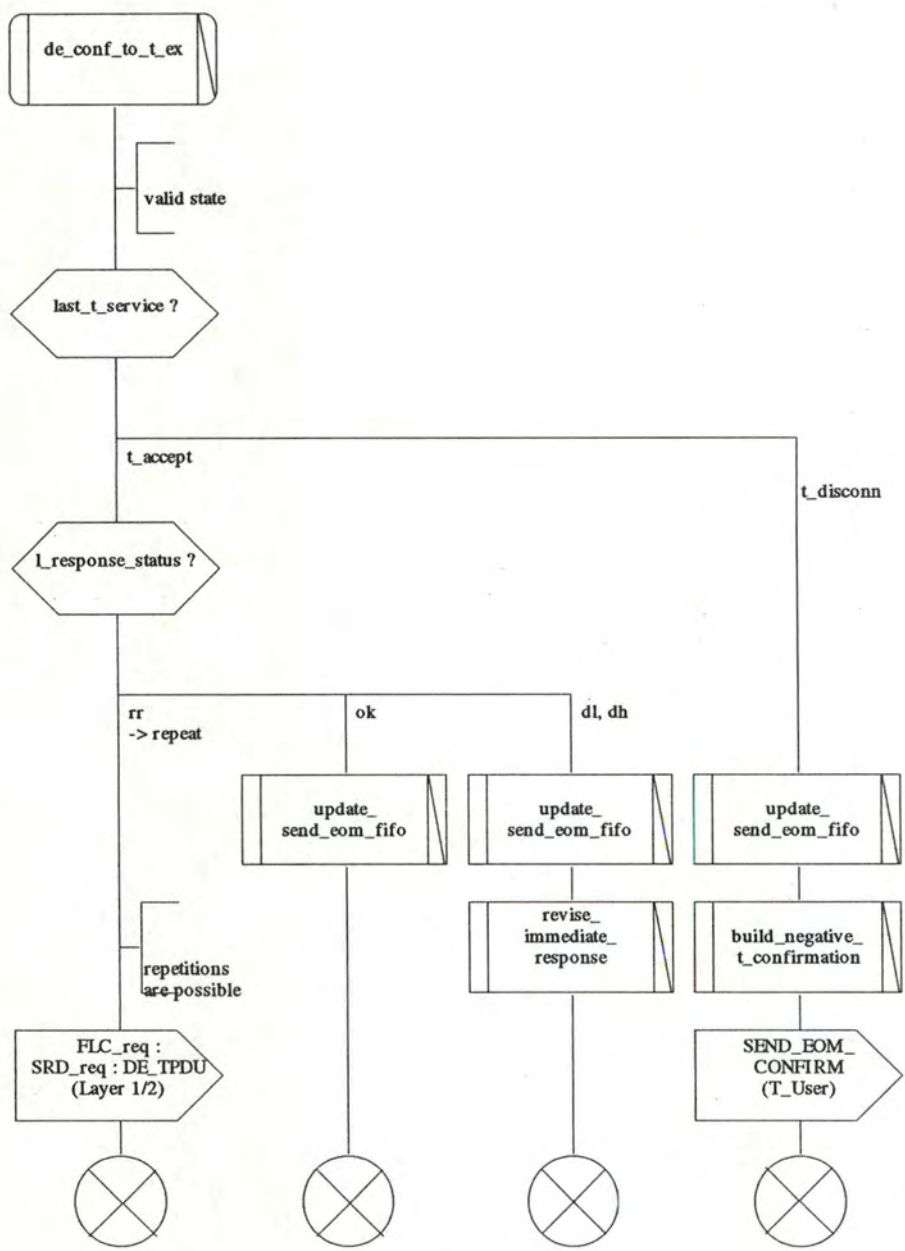 de_conf_to_t_ex
valid state
last_t_service ?
t_accept
t_disconn
l_response_status ?
rr
-> repeat
ok
dl, dh
update_
send_eom_fifo
update_
send_eom_fifo
update_
send_eom_fifo
revise_
immediate_
response
build_negative_
t_confirmation
repetitions
are possible
FLC_req :
SRD_req : DE_TPDU
(Layer 1/2)
SEND_EOM_
CONFIRM
(T_User)